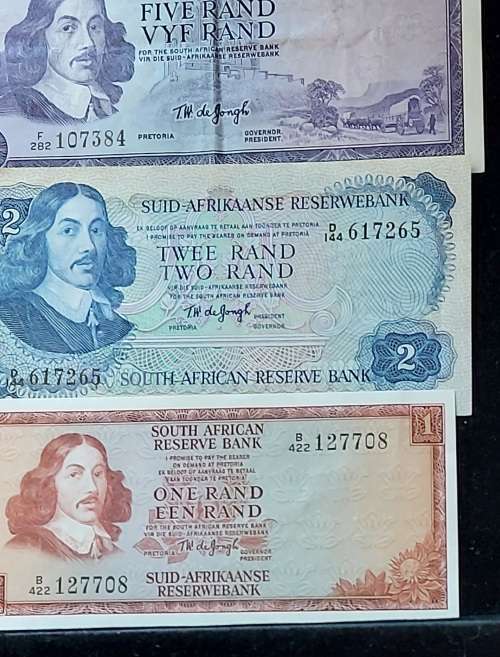 FIVE RAND
VYF RAND
FOR THE SOUTH AFRICAN RESERVE BANK
VIR DIE SUID-AFRIKAANSE RESERWEBANK
T.W. de Jongh
F/282 107384
PRETORIA
GOVERNOR.
PRESIDENT.
2
SUID-AFRIKAANSE RESERWEBANK
EK BELOOF OP AANVRAAG TE BETAAL AAN TOONDER TE PRETORIA
I PROMISE TO PAY THE BEARER ON DEMAND AT PRETORIA
D/144 617265
TWEE RAND
TWO RAND
VIR DIE SUID-AFRIKAANSE RESERWEBANK
FOR THE SOUTH AFRICAN RESERVE BANK
T.W. de Jongh
PRESIDENT
PRETORIA
GOVERNOR.
2
D/144 617265
SOUTH AFRICAN RESERVE BANK
1
SOUTH AFRICAN
RESERVE BANK
B/422 127708
I PROMISE TO PAY THE BEARER
ON DEMAND AT PRETORIA
EK BELOOF OP AANVRAAG TE BETAAL
AAN TOONDER TE PRETORIA
ONE RAND
EEN RAND
FOR THE SOUTH AFRICAN RESERVE BANK
VIR DIE SUID-AFRIKAANSE RESERWEBANK
T.W. de Jongh
PRETORIA
GOVERNOR
PRESIDENT.
B/422 127708
SUID-AFRIKAANSE
RESERWEBANK
1